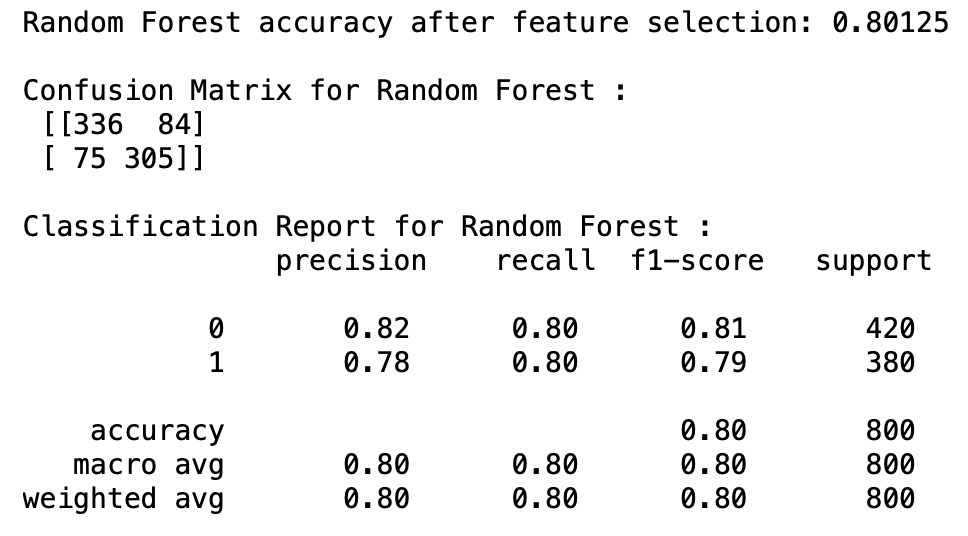 Random Forest accuracy after feature selection: 0.80125
Confusion Matrix for Random Forest :
[[336  84]
[ 75 305]]
Classification Report for Random Forest :
precision    recall  f1-score   support
0       0.82      0.80      0.81       420
1       0.78      0.80      0.79       380
accuracy                           0.80       800
macro avg       0.80      0.80      0.80       800
weighted avg       0.80      0.80      0.80       800